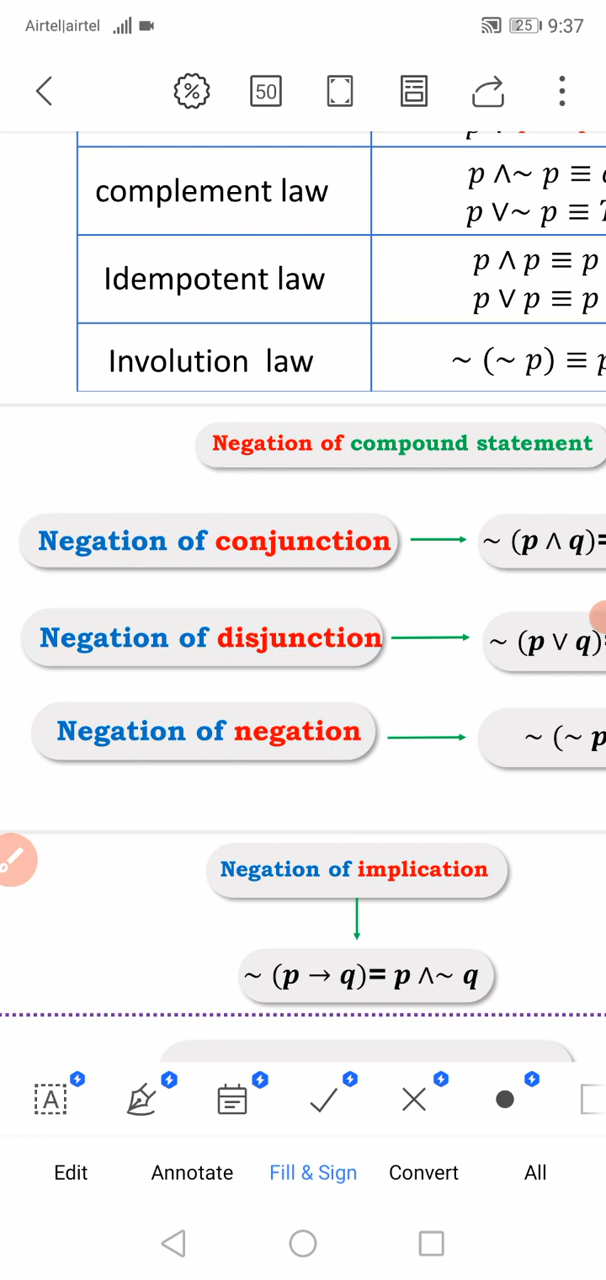 Airtel|airtel 25 9:37
% 50
complement law
p ∧~ p ≡
p ∨~ p ≡
Idempotent law
p ∧ p ≡ p
p ∨ p ≡ p
Involution law
~ (~ p) ≡
Negation of compound statement
Negation of conjunction
~ (p ∧ q)=
Negation of disjunction
~ (p ∨ q)
Negation of negation
~ (~ p
Negation of implication
~ (p → q)= p ∧~ q
A
Edit Annotate Fill & Sign Convert All